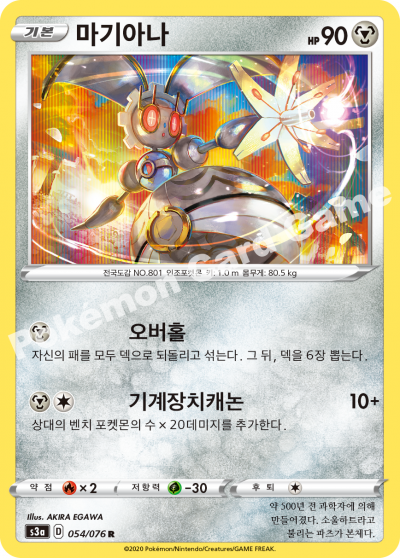 기본 마기아나 HP 90
전국도감 NO.801 인조포켓몬 키: 1.0 m 몸무게: 80.5 kg
오버홀
자신의 패를 모두 덱으로 되돌리고 섞는다. 그 뒤, 덱을 6장 뽑는다.
기계장치캐논 10+
상대의 벤치 포켓몬의 수 × 20데미지를 추가한다.
약점 ×2 저항력 -30 후퇴
Illus. AKIRA EGAWA
s3a D 054/076 R
약 500년 전 과학자에 의해
만들어졌다. 소울하트라고
불리는 파츠가 본체다.
©2020 Pokémon/Nintendo/Creatures/GAME FREAK.
Pokémon Card Game